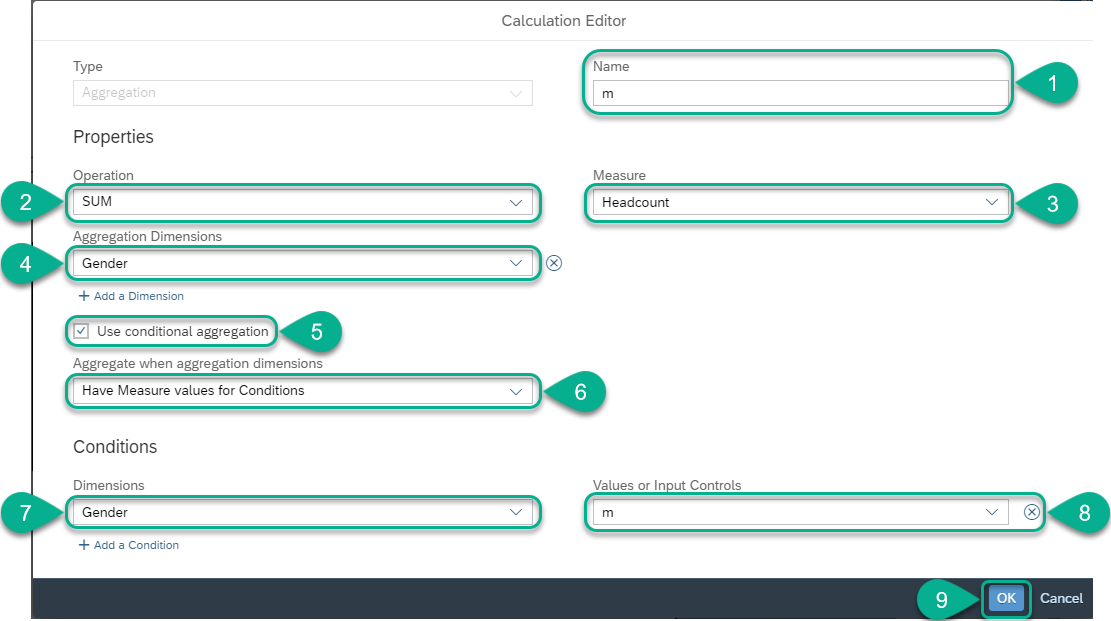 Calculation Editor
Type
Name
Aggregation
m
1
Properties
Operation
Measure
2
SUM
Headcount
3
Aggregation Dimensions
4
Gender
+ Add a Dimension
Use conditional aggregation
5
Aggregate when aggregation dimensions
Have Measure values for Conditions
6
Conditions
Dimensions
Values or Input Controls
7
Gender
m
8
+ Add a Condition
9
OK
Cancel